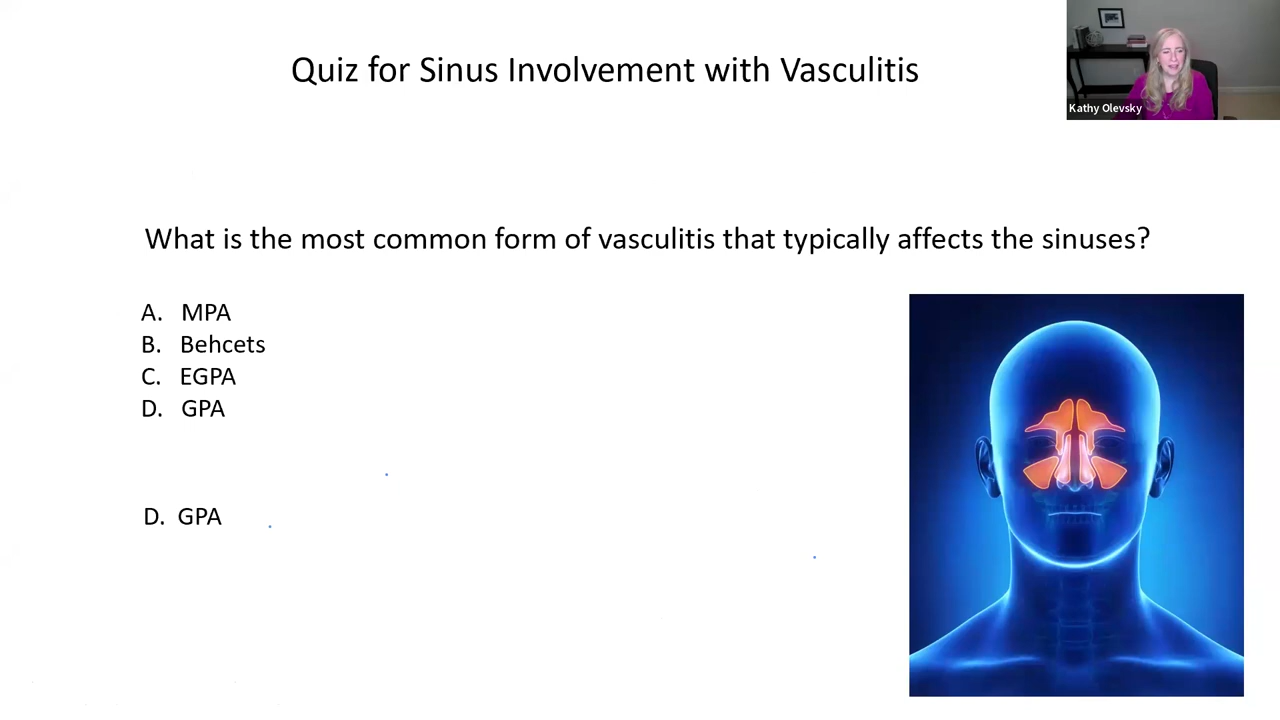 Quiz for Sinus Involvement with Vasculitis
Kathy Olevsky
What is the most common form of vasculitis that typically affects the sinuses?
A. MPA
B. Behcets
C. EGPA
D. GPA
D. GPA